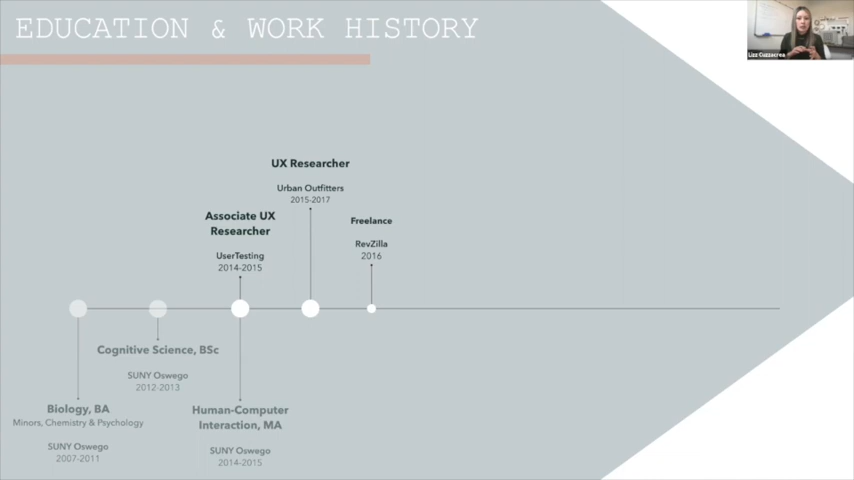 EDUCATION & WORK HISTORY
UX Researcher
Urban Outfitters
2015-2017
Associate UX
Researcher
UserTesting
2014-2015
Freelance
RevZilla
2016
Cognitive Science, BSc
SUNY Oswego
2012-2013
Biology, BA
Minors, Chemistry & Psychology
SUNY Oswego
2007-2011
Human-Computer
Interaction, MA
SUNY Oswego
2014-2015